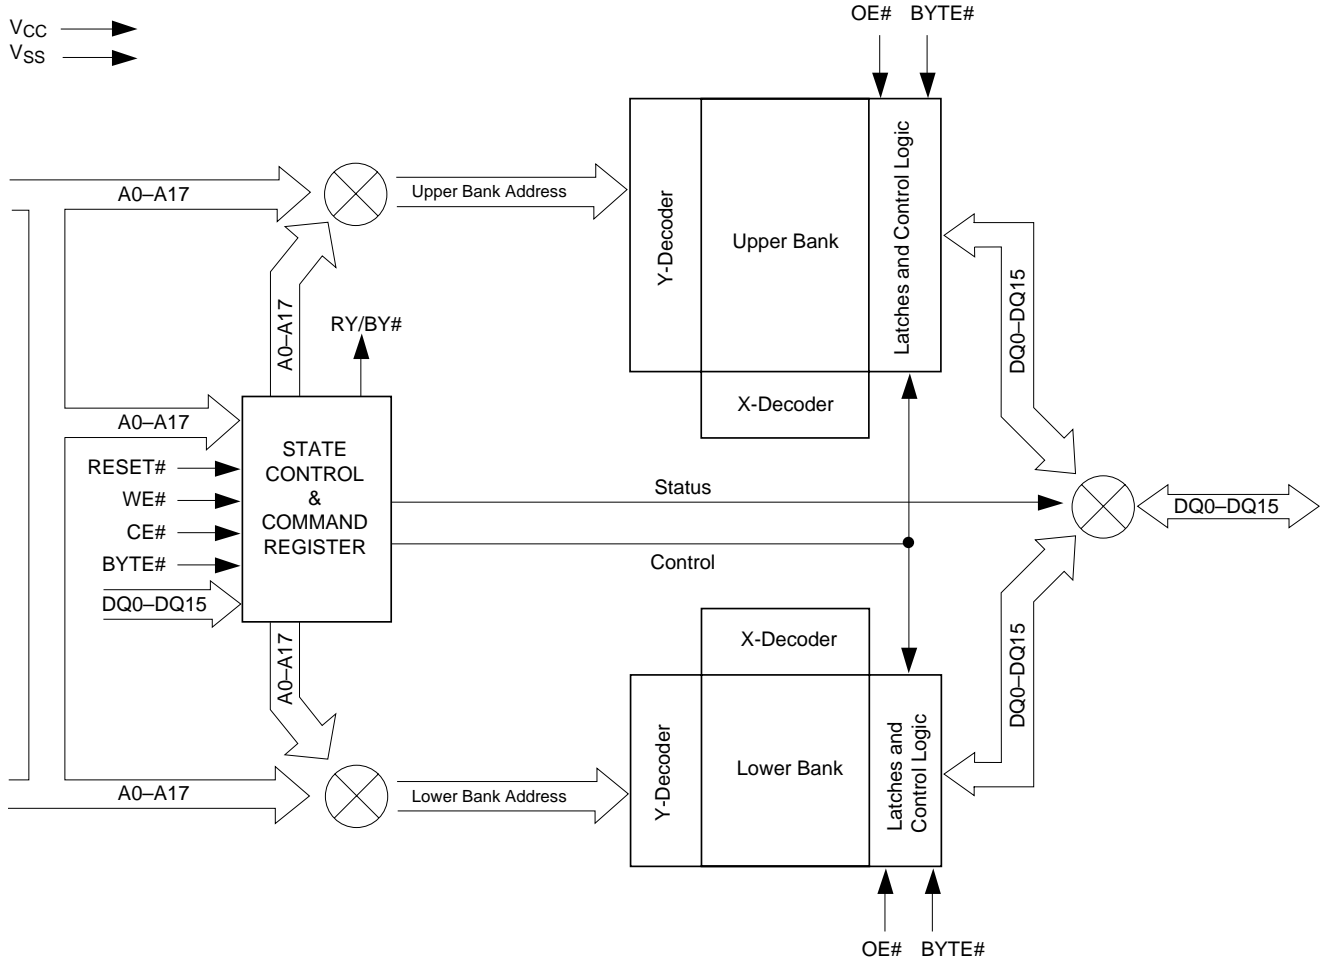 VCC
VSS
OE#
BYTE#
A0–A17
Upper Bank Address
Y-Decoder
Upper Bank
Latches and Control Logic
X-Decoder
DQ0–DQ15
A0–A17
RY/BY#
A0–A17
RESET#
WE#
CE#
BYTE#
DQ0–DQ15
STATE
CONTROL
&
COMMAND
REGISTER
Status
Control
DQ0–DQ15
A0–A17
A0–A17
Lower Bank Address
X-Decoder
Y-Decoder
Lower Bank
Latches and
Control Logic
DQ0–DQ15
OE#
BYTE#